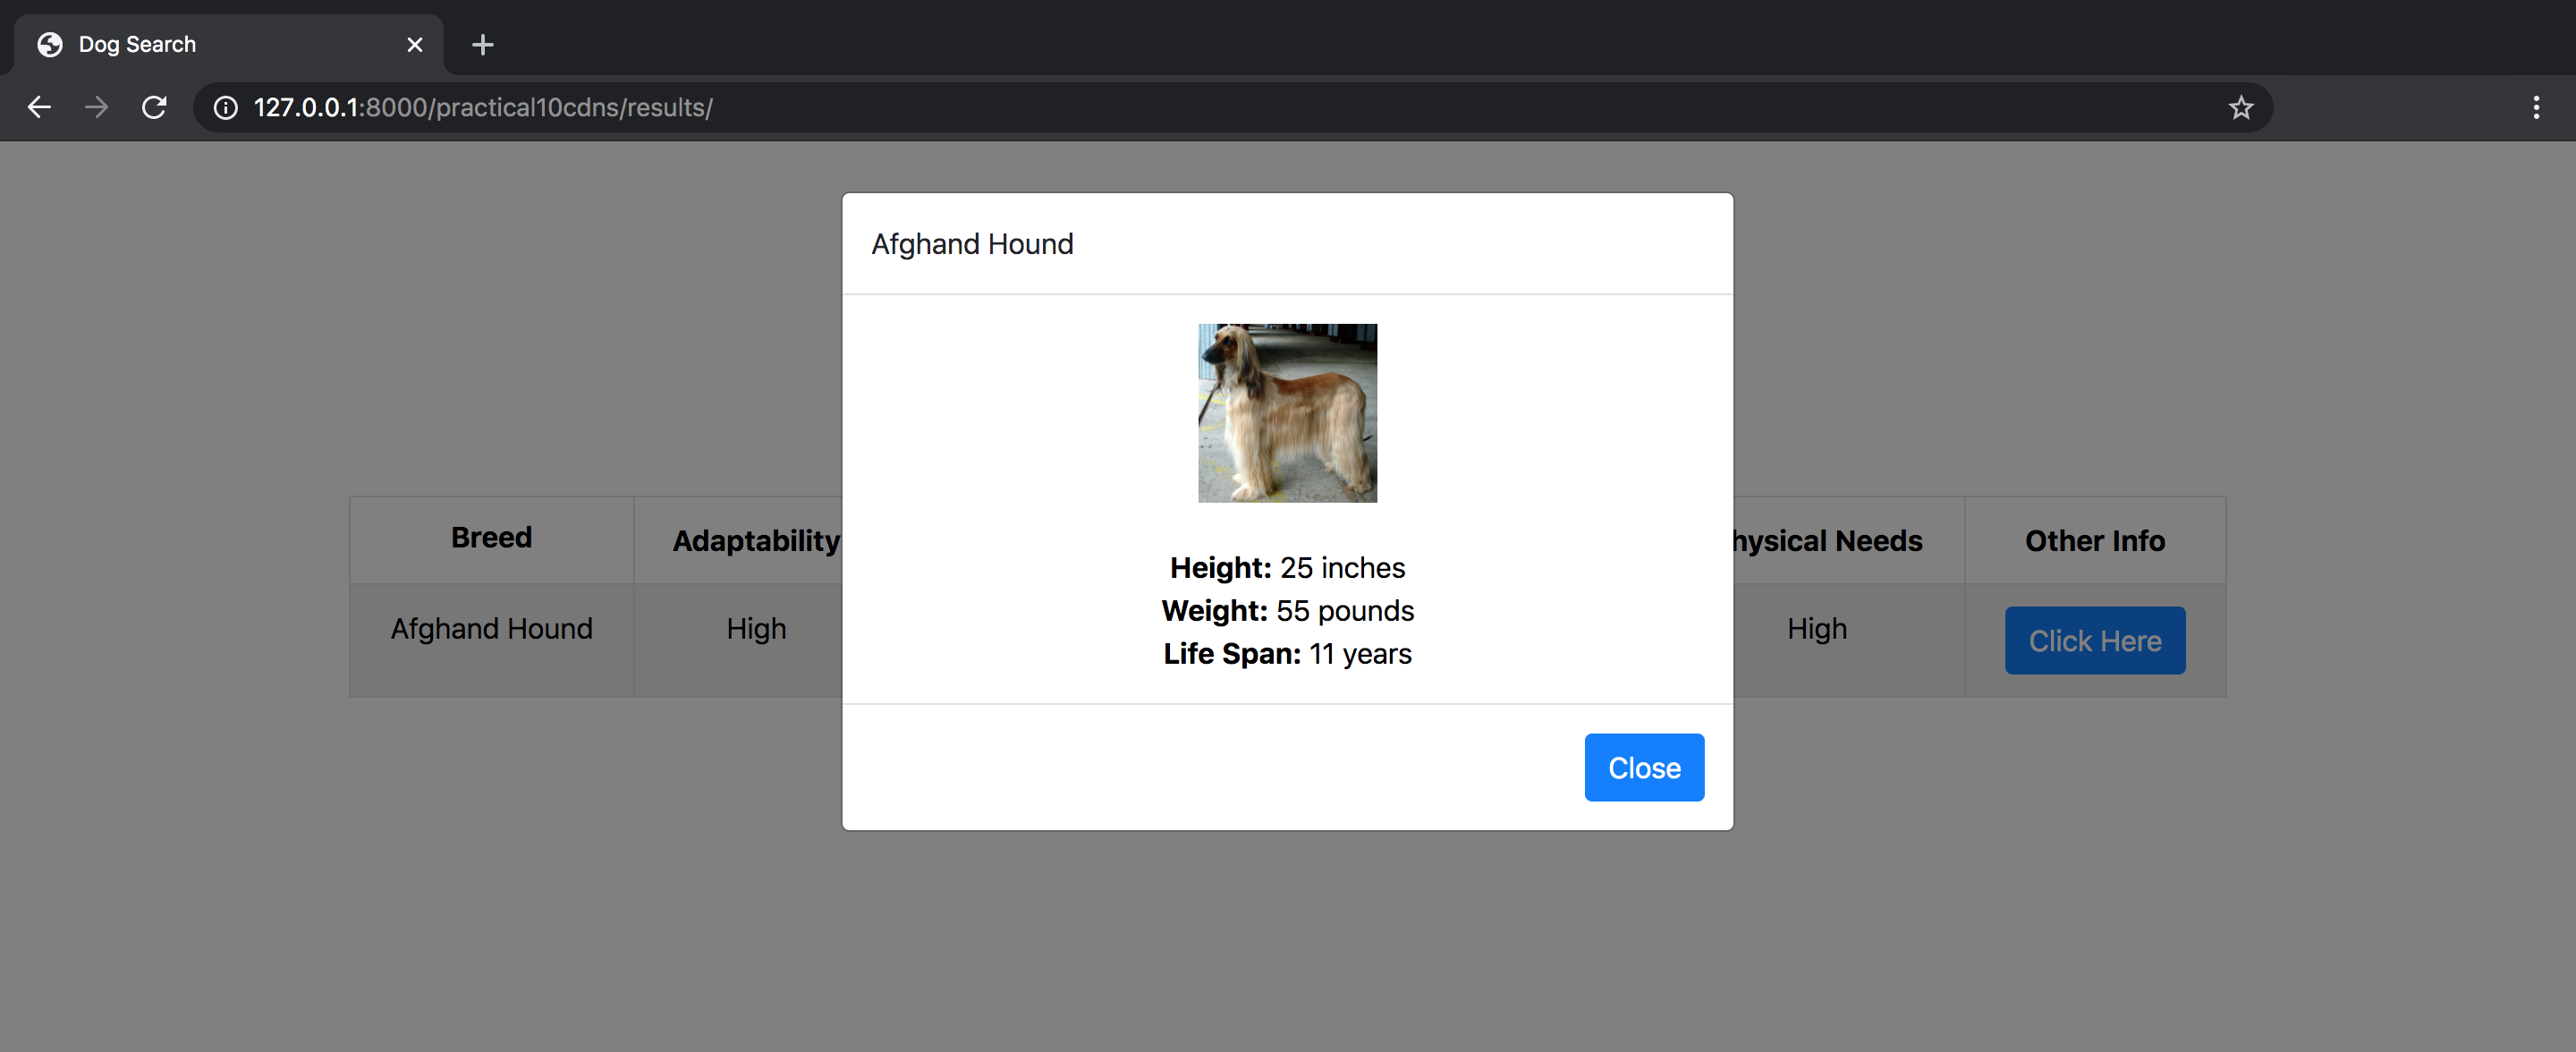 Dog Search
127.0.0.1:8000/practical10cdns/results/
Afghand Hound
Height: 25 inches
Weight: 55 pounds
Life Span: 11 years
Close
Breed Adaptability hysical Needs Other Info
Afghand Hound High High Click Here